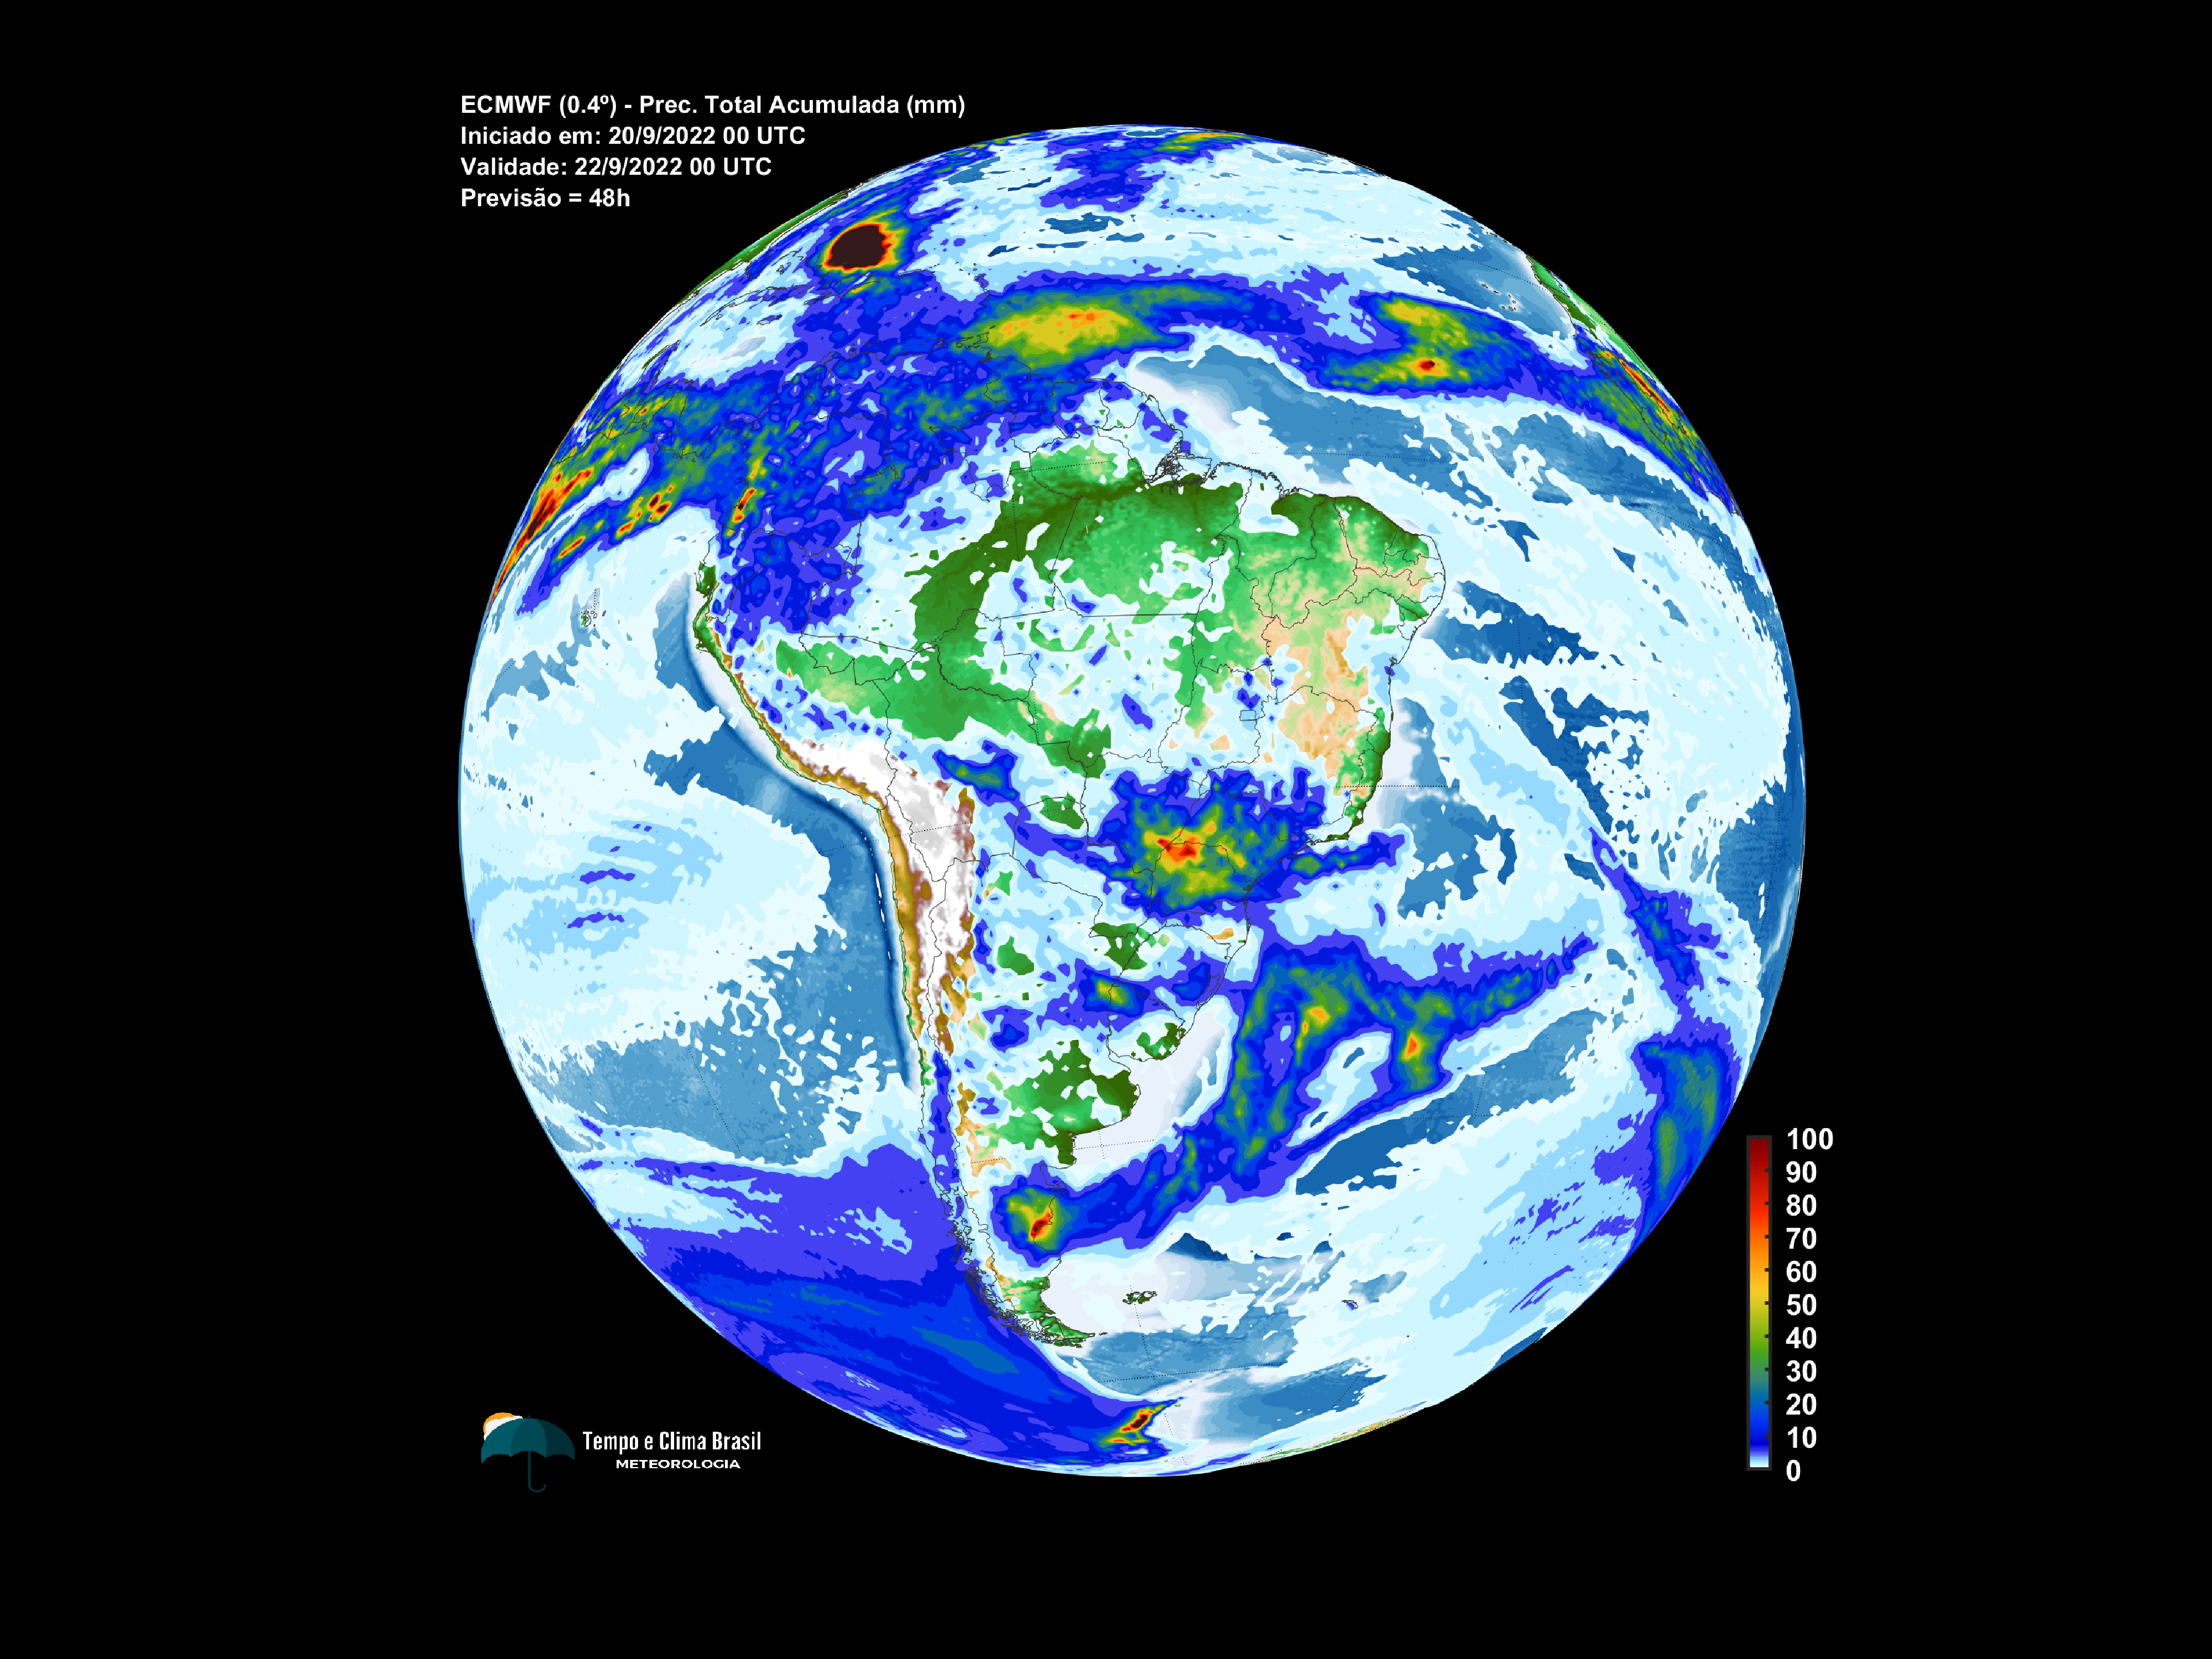 ECMWF (0.4º) - Prec. Total Acumulada (mm)
Iniciado em: 20/9/2022 00 UTC
Validade: 22/9/2022 00 UTC
Previsão = 48h
100
90
80
70
60
50
40
30
20
10
0
Tempo e Clima Brasil
METEOROLOGIA